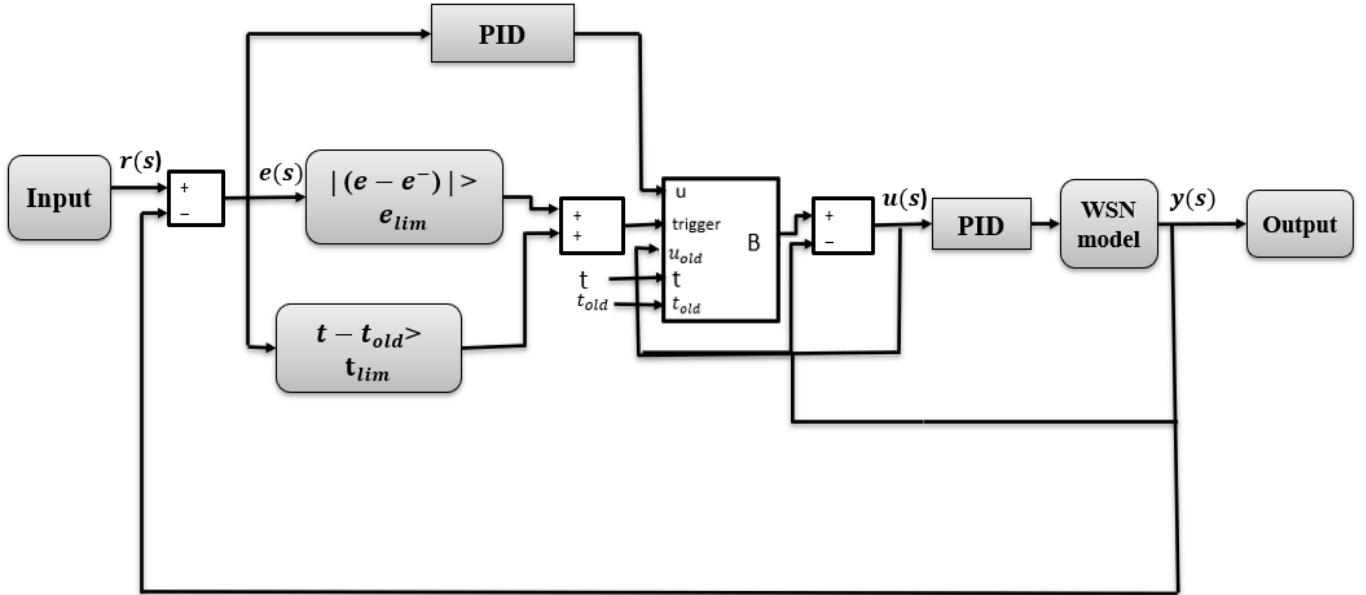 PID
Input
r(s)
+
−
e(s)
| (e − e⁻) | >
e_lim
t − t_old>
t_lim
+
+
t
t_old
u
trigger
u_old
t
t_old
B
+
−
u(s)
PID
WSN
model
y(s)
Output